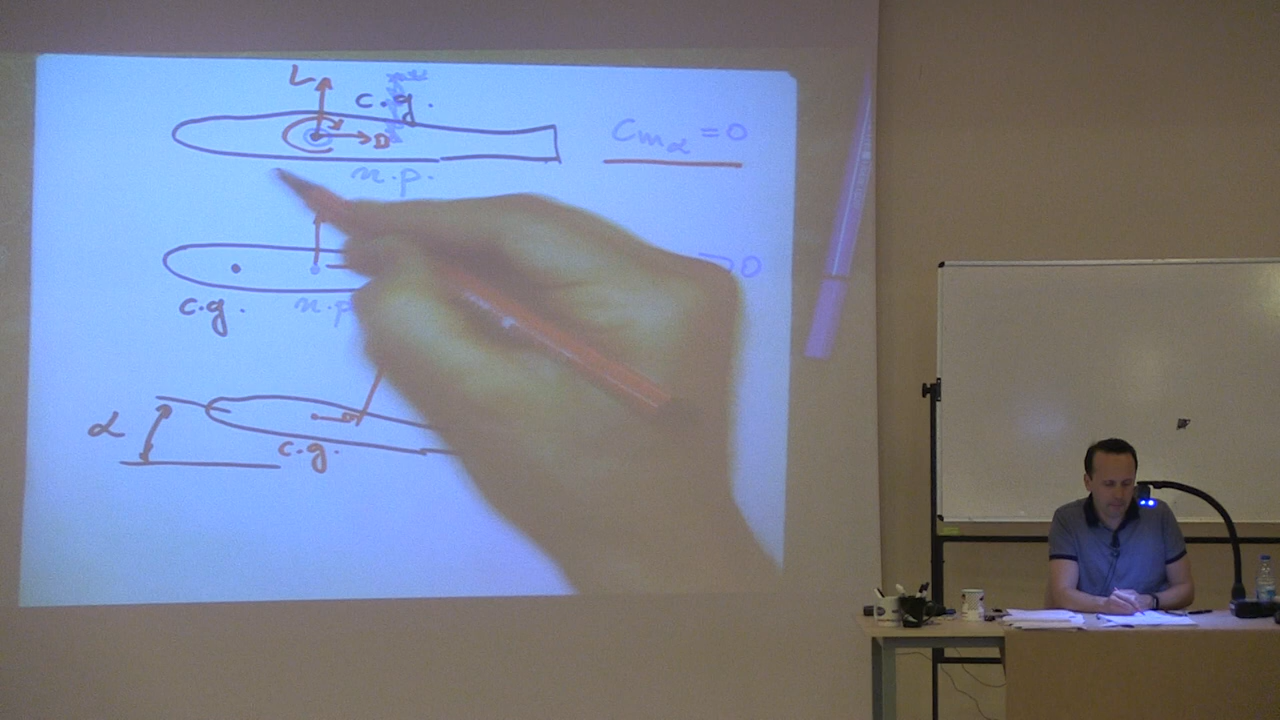 L
c.g.
D
n.p.
Cmα = 0
> 0
c.g. n.p
α
c.g.